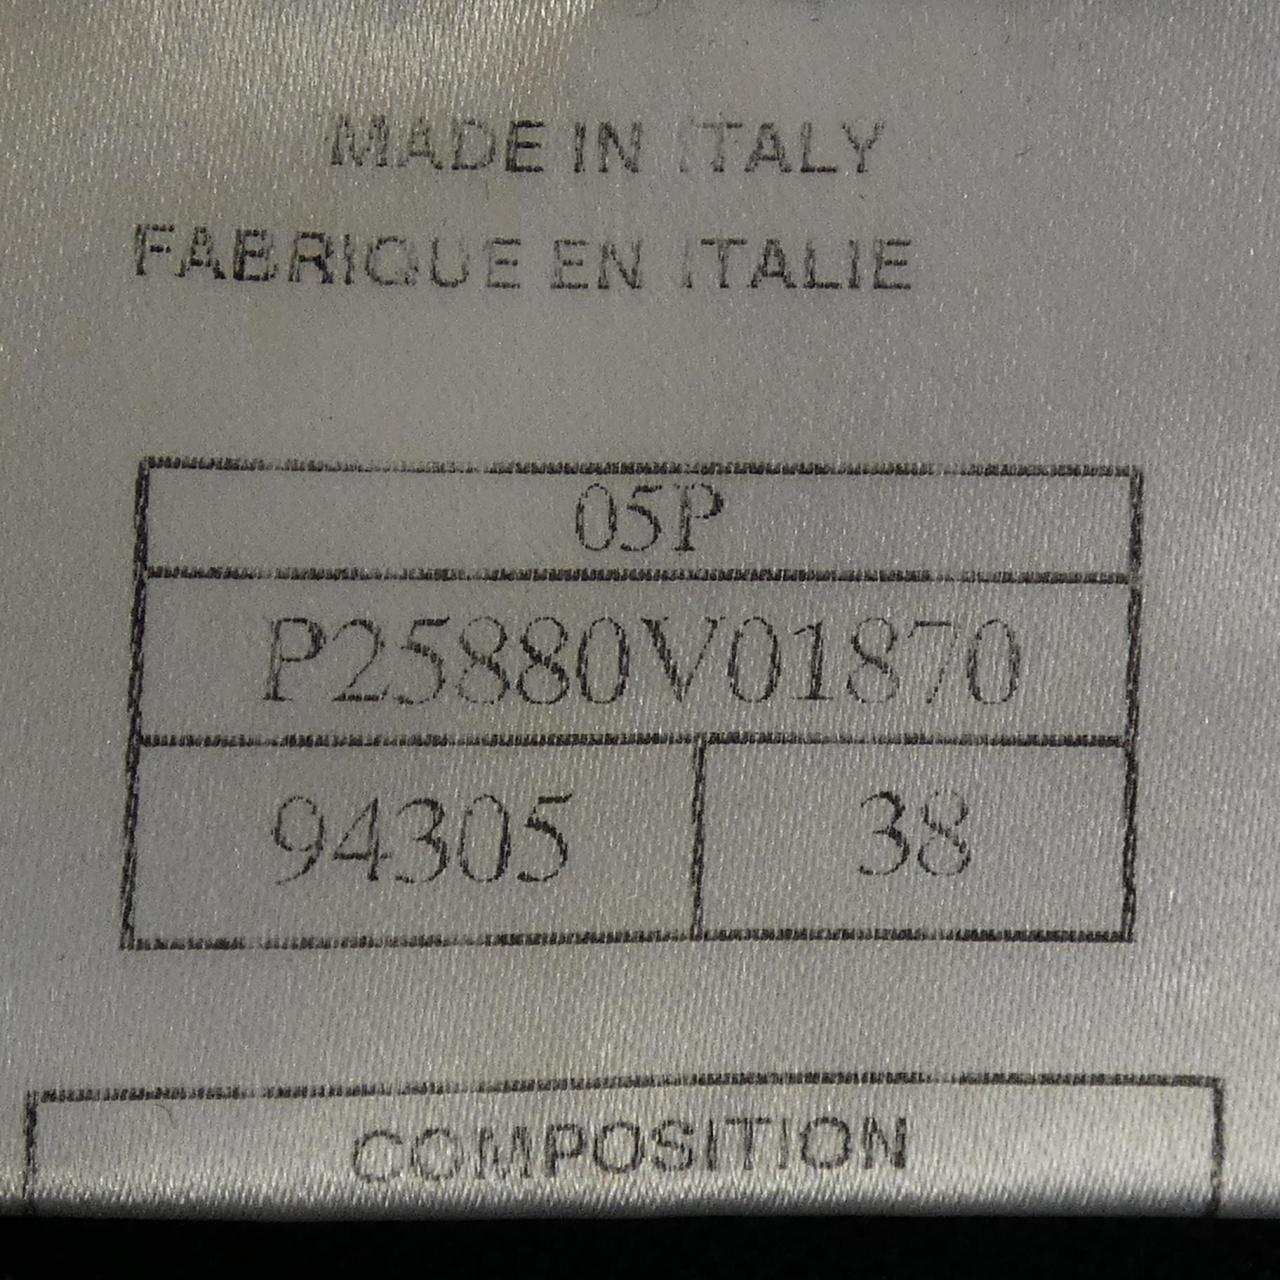 MADE IN ITALY
FABRIQUE EN ITALIE
05P
P25880V01870
94305 38
COMPOSITION